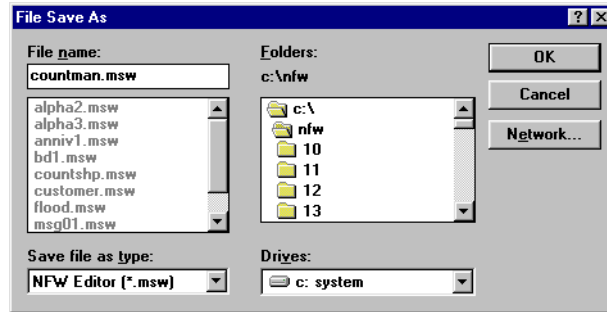 File Save As
File name:
countman.msw
alpha2.msw
alpha3.msw
anniv1.msw
bd1.msw
countshp.msw
customer.msw
flood.msw
msg01.msw
Save file as type:
NFW Editor (*.msw)
Folders:
c:\nfw
c:\
nfw
10
11
12
13
Drives:
c: system
OK
Cancel
Network...